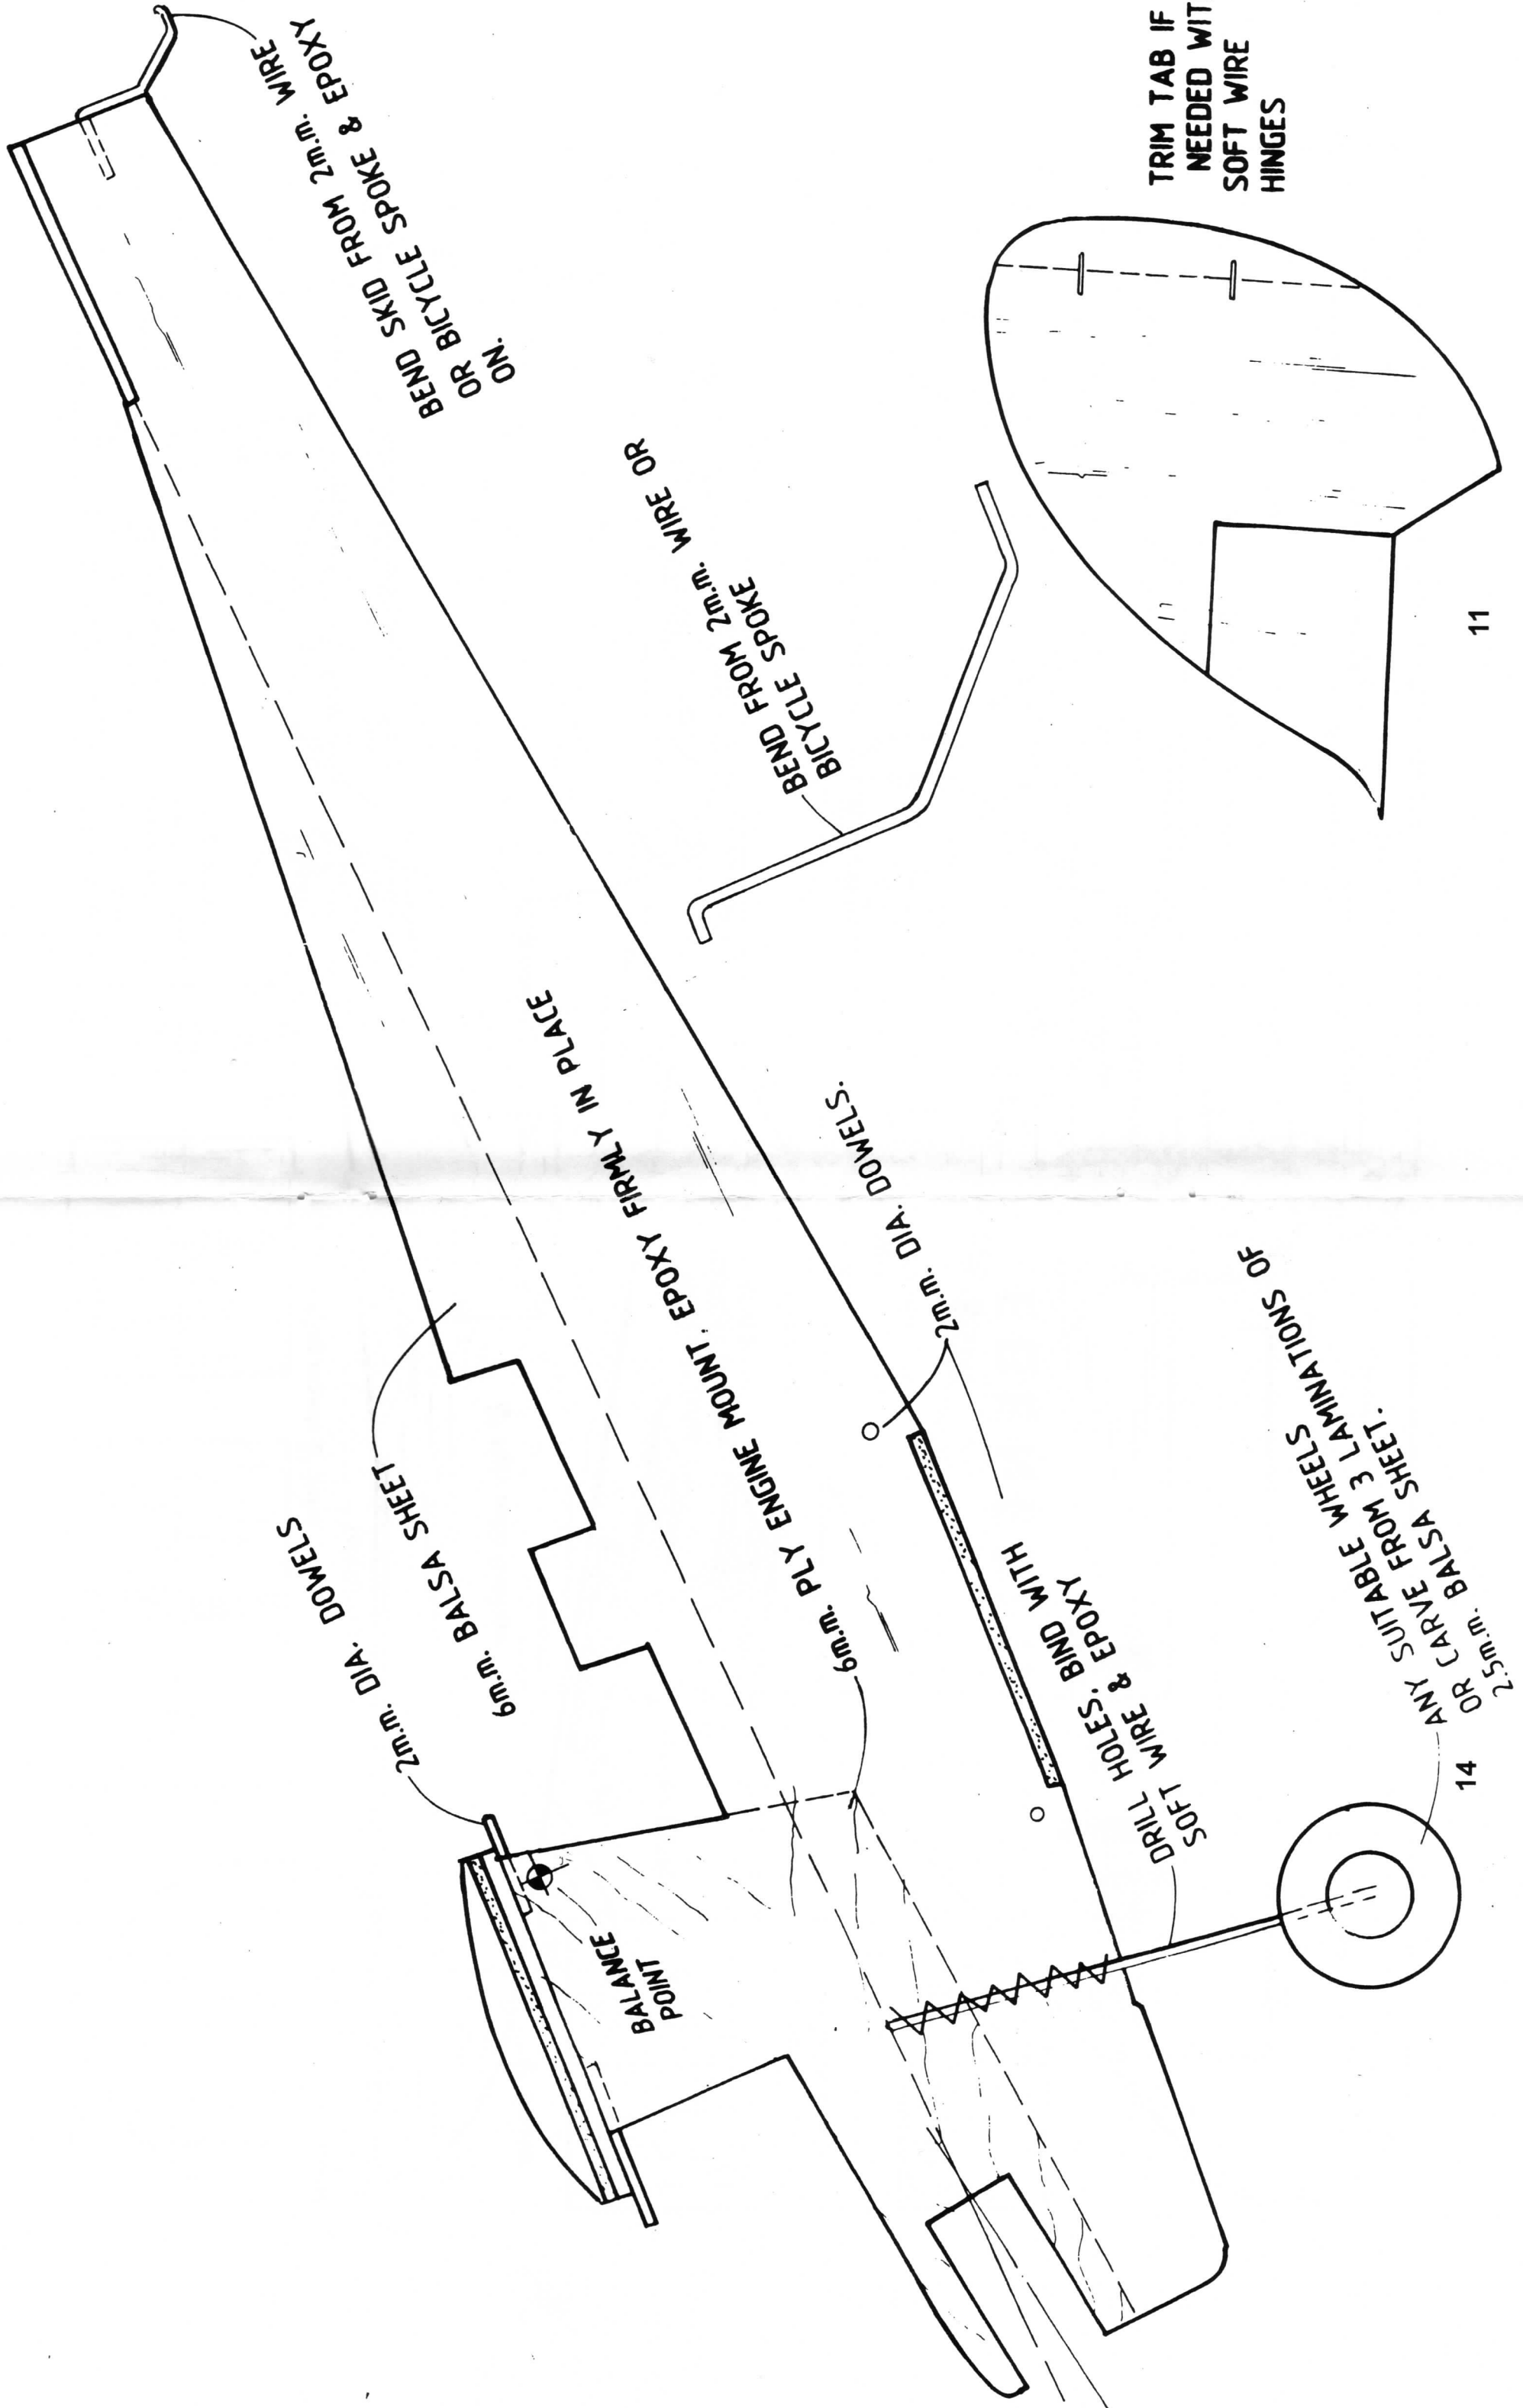 BEND SKID FROM 2m.m. WIRE
OR BICYCLE SPOKE & EPOXY
ON.
TRIM TAB IF
NEEDED WIT
SOFT WIRE
HINGES
BEND FROM 2m.m. WIRE OR
BICYCLE SPOKE
11
6m.m. PLY ENGINE MOUNT. EPOXY FIRMLY IN PLACE
2m.m. DIA. DOWELS.
2m.m. DIA. DOWELS
6m.m. BALSA SHEET
BALANCE
POINT
DRILL HOLES, BIND WITH
SOFT WIRE & EPOXY
ANY SUITABLE WHEELS
OR CARVE FROM 3 LAMINATIONS OF
2.5m.m. BALSA SHEET.
14